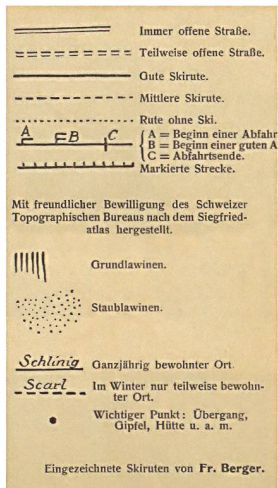 Immer offene Straße.
Teilweise offene Straße.
Gute Skirute.
Mittlere Skirute.
Rute ohne Ski.
A B C
A = Beginn einer Abfahr
B = Beginn einer guten A
C = Abfahrtsende.
Markierte Strecke.
Mit freundlicher Bewilligung des Schweizer
Topographischen Bureaus nach dem Siegfried-
atlas hergestellt.
Grundlawinen.
Staublawinen.
Schlinig Ganzjährig bewohnter Ort.
Scarl Im Winter nur teilweise bewohn-
ter Ort.
Wichtiger Punkt: Übergang,
Gipfel, Hütte u. a. m.
Eingezeichnete Skiruten von Fr. Berger.